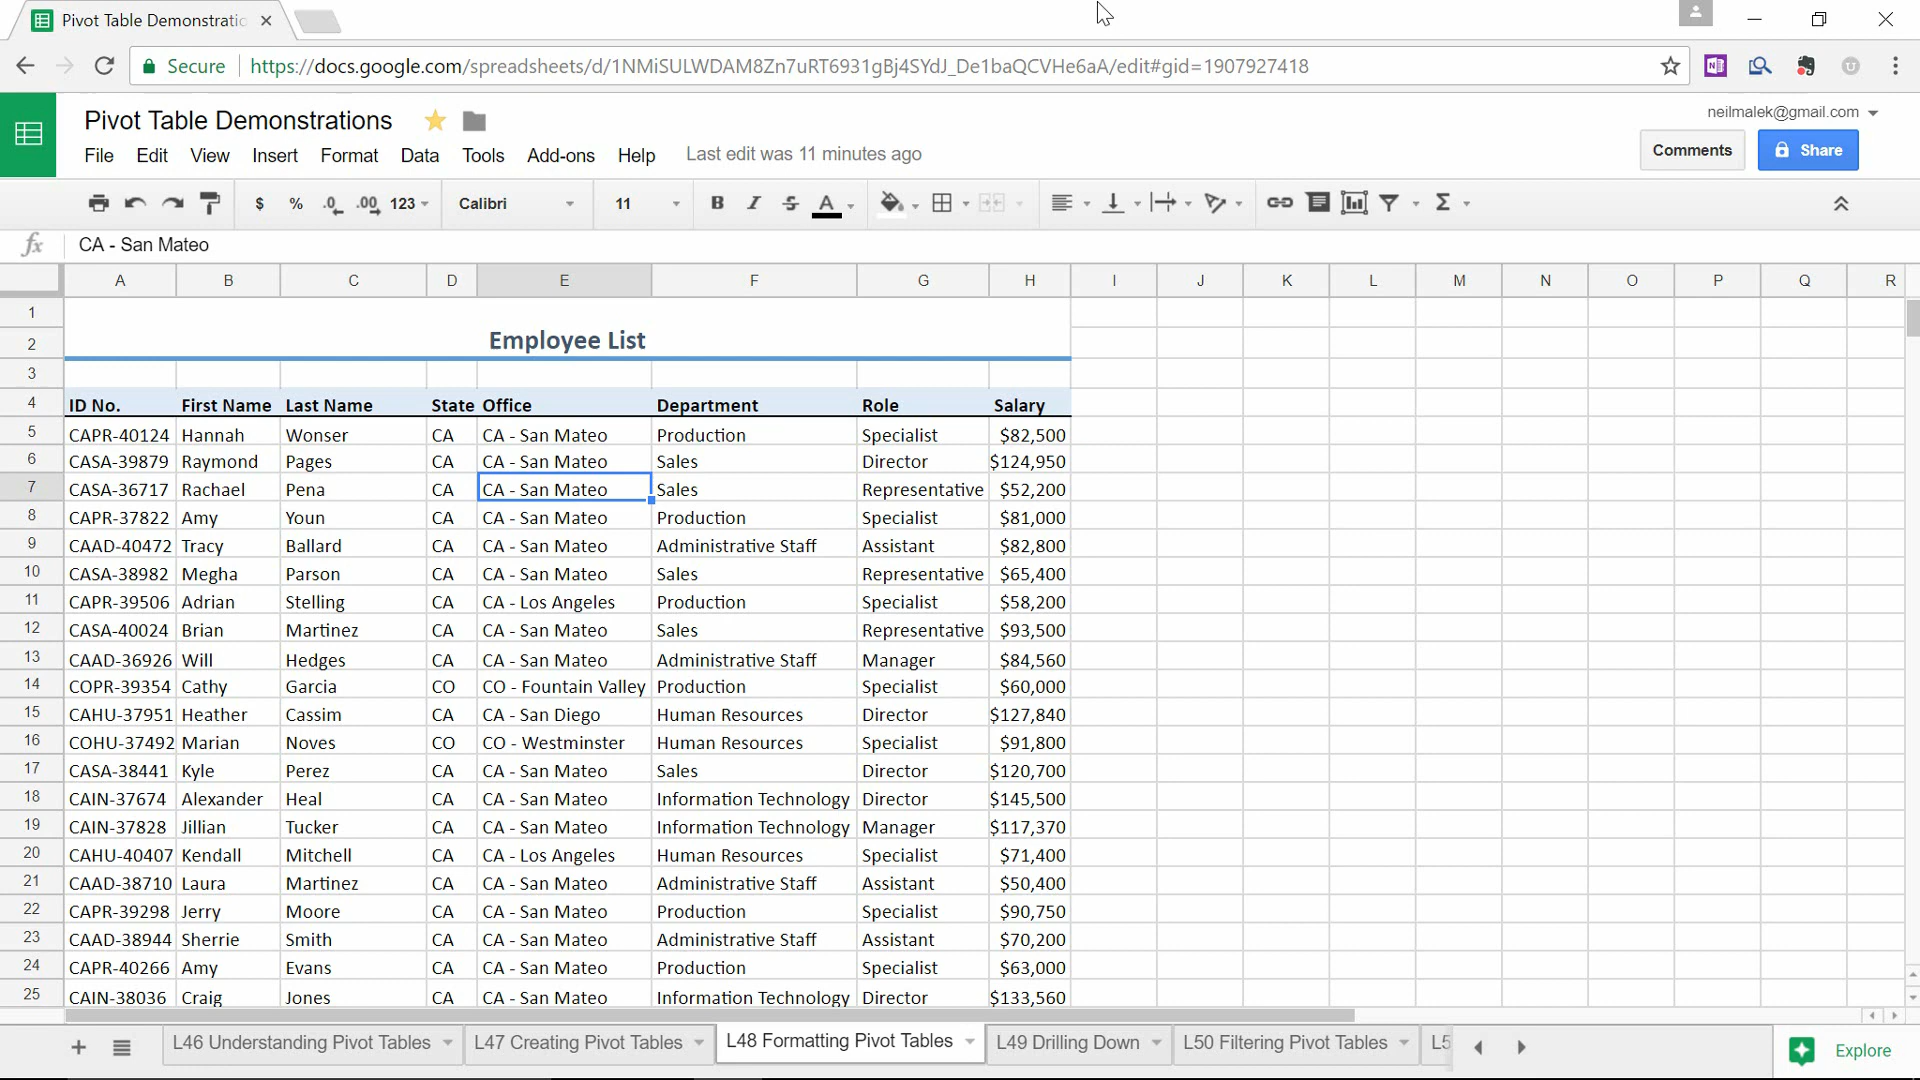 Pivot Table Demonstratic
Secure https://docs.google.com/spreadsheets/d/1NMiSULWDAM8Zn7uRT6931gBj4SYdJ_De1baQCVHe6aA/edit#gid=1907927418
neilmalek@gmail.com
Pivot Table Demonstrations
Comments Share
File Edit View Insert Format Data Tools Add-ons Help Last edit was 11 minutes ago
$ % .0 .00 123 Calibri 11 B I S A Σ
fx CA - San Mateo
A B C D E F G H I J K L M N O P Q R
1
2 Employee List
3
4 ID No. First Name Last Name State Office Department Role Salary
5 CAPR-40124 Hannah Wonser CA CA - San Mateo Production Specialist $82,500
6 CASA-39879 Raymond Pages CA CA - San Mateo Sales Director $124,950
7 CASA-36717 Rachael Pena CA CA - San Mateo Sales Representative $52,200
8 CAPR-37822 Amy Youn CA CA - San Mateo Production Specialist $81,000
9 CAAD-40472 Tracy Ballard CA CA - San Mateo Administrative Staff Assistant $82,800
10 CASA-38982 Megha Parson CA CA - San Mateo Sales Representative $65,400
11 CAPR-39506 Adrian Stelling CA CA - Los Angeles Production Specialist $58,200
12 CASA-40024 Brian Martinez CA CA - San Mateo Sales Representative $93,500
13 CAAD-36926 Will Hedges CA CA - San Mateo Administrative Staff Manager $84,560
14 COPR-39354 Cathy Garcia CO CO - Fountain Valley Production Specialist $60,000
15 CAHU-37951 Heather Cassim CA CA - San Diego Human Resources Director $127,840
16 COHU-37492 Marian Noves CO CO - Westminster Human Resources Specialist $91,800
17 CASA-38441 Kyle Perez CA CA - San Mateo Sales Director $120,700
18 CAIN-37674 Alexander Heal CA CA - San Mateo Information Technology Director $145,500
19 CAIN-37828 Jillian Tucker CA CA - San Mateo Information Technology Manager $117,370
20 CAHU-40407 Kendall Mitchell CA CA - Los Angeles Human Resources Specialist $71,400
21 CAAD-38710 Laura Martinez CA CA - San Mateo Administrative Staff Assistant $50,400
22 CAPR-39298 Jerry Moore CA CA - San Mateo Production Specialist $90,750
23 CAAD-38944 Sherrie Smith CA CA - San Mateo Administrative Staff Assistant $70,200
24 CAPR-40266 Amy Evans CA CA - San Mateo Production Specialist $63,000
25 CAIN-38036 Craig Jones CA CA - San Mateo Information Technology Director $133,560
L46 Understanding Pivot Tables L47 Creating Pivot Tables L48 Formatting Pivot Tables L49 Drilling Down L50 Filtering Pivot Tables L5 Explore